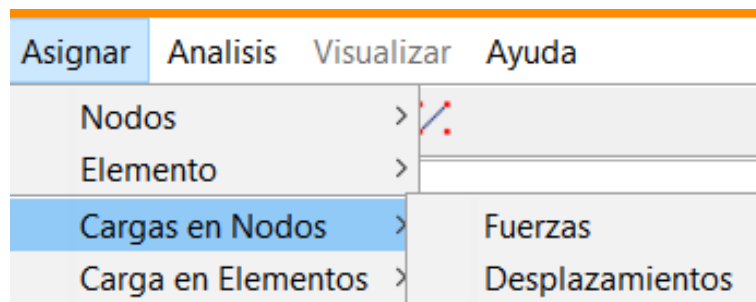 Asignar Analisis Visualizar Ayuda
Nodos
Elemento
Cargas en Nodos Fuerzas
Carga en Elementos Desplazamientos